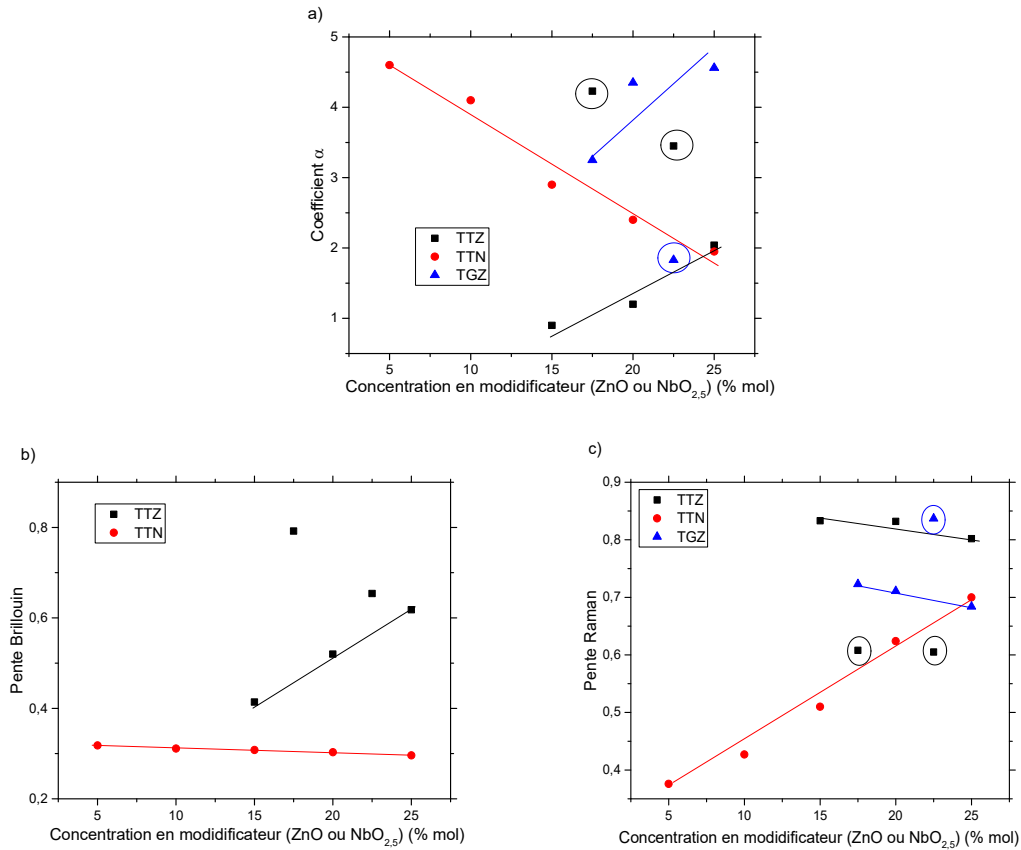 a)
5
4
3
2
1
Coefficient α
TTZ
TTN
TGZ
5 10 15 20 25
Concentration en modidificateur (ZnO ou NbO2,5) (% mol)
b)
0,8
0,6
0,4
0,2
Pente Brillouin
TTZ
TTN
5 10 15 20 25
Concentration en modidificateur (ZnO ou NbO2,5) (% mol)
c)
0,9
0,8
0,7
0,6
0,5
0,4
Pente Raman
TTZ
TTN
TGZ
5 10 15 20 25
Concentration en modidificateur (ZnO ou NbO2,5) (% mol)